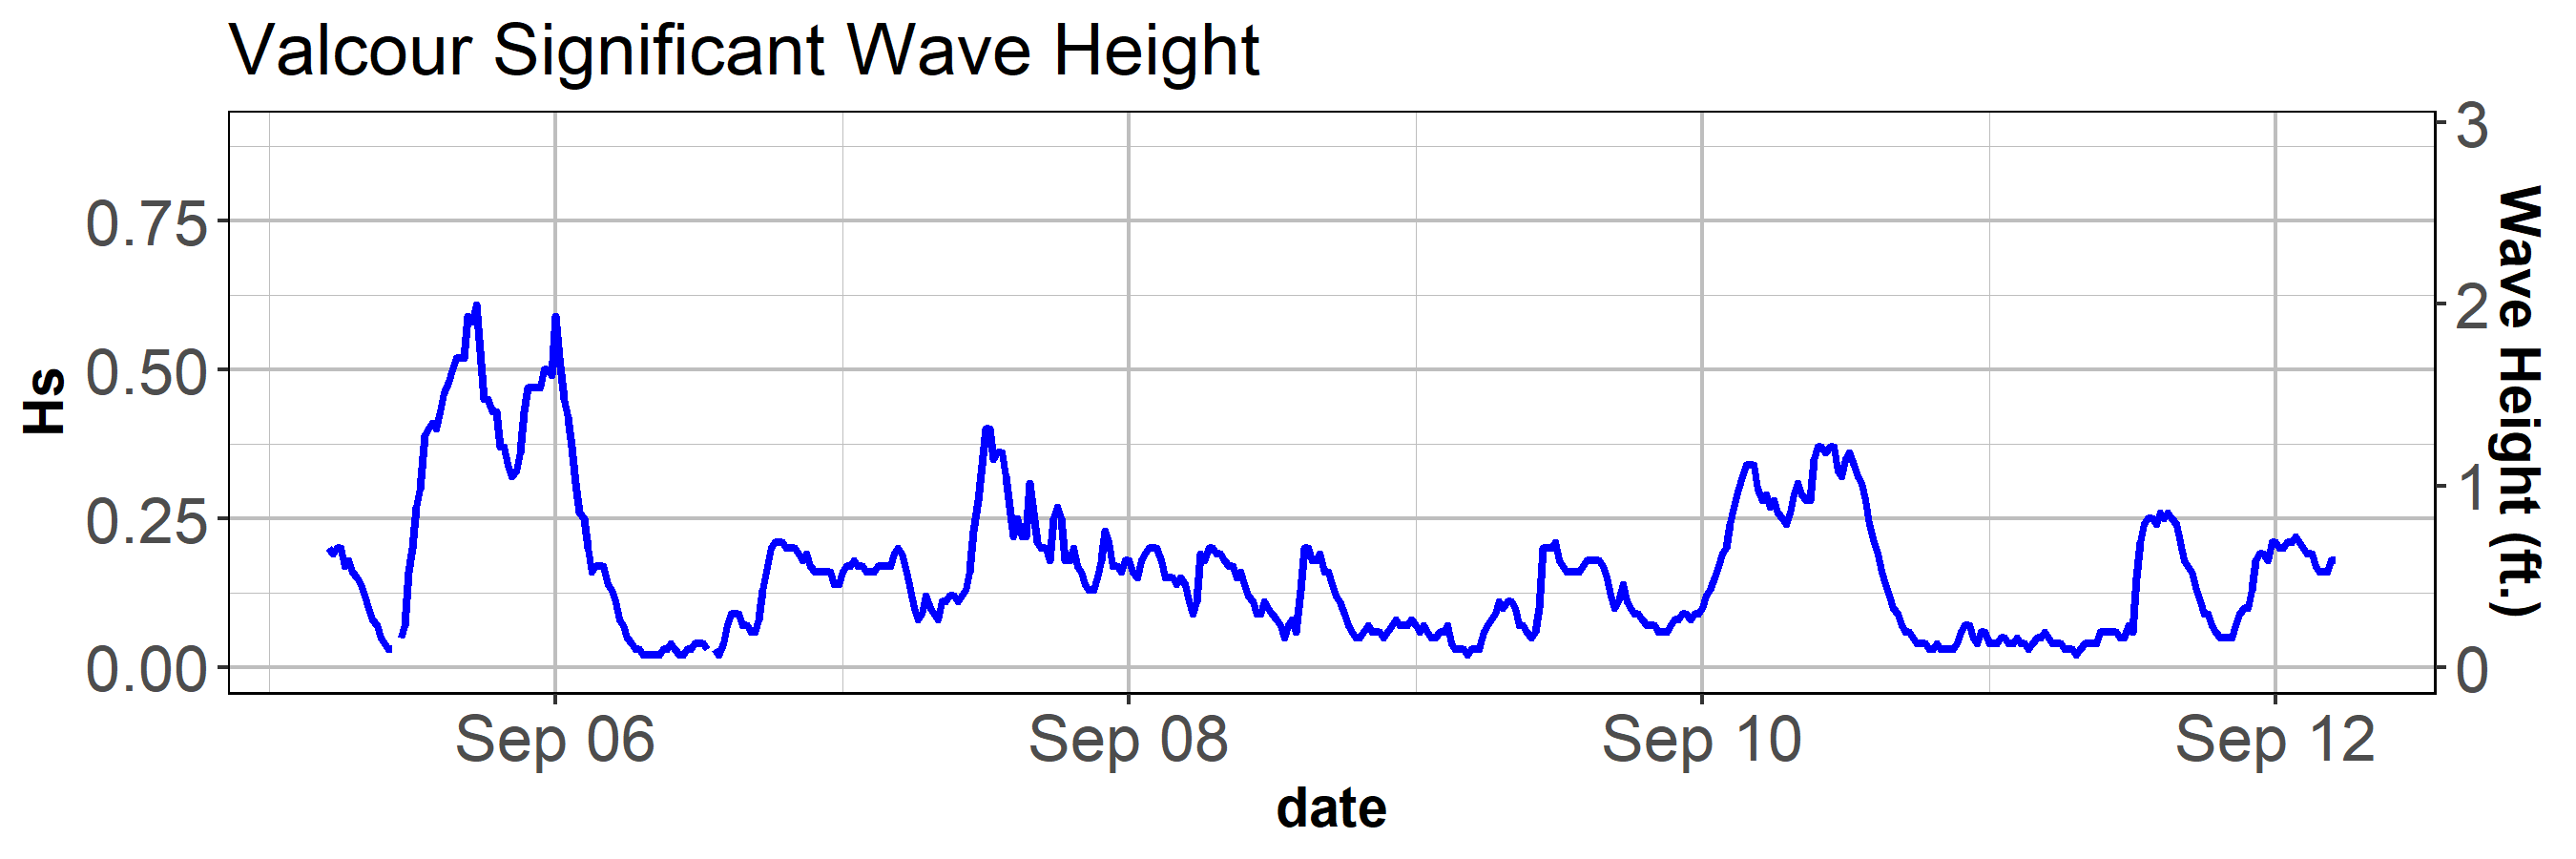 Valcour Significant Wave Height
Hs
0.75
0.50
0.25
0.00
3
2
1
0
Wave Height (ft.)
Sep 06
Sep 08
Sep 10
Sep 12
date